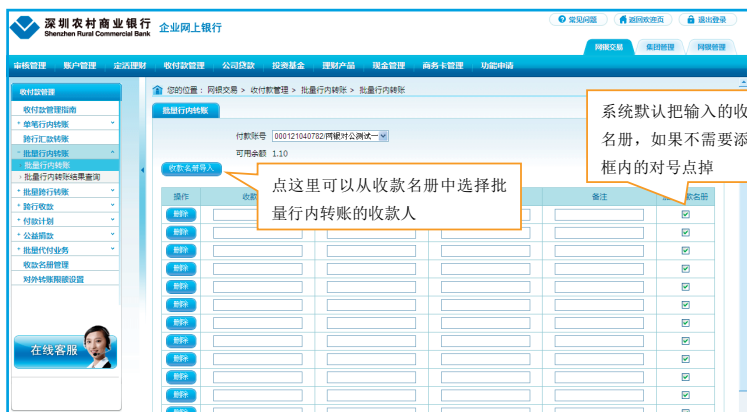 深圳农村商业银行 企业网上银行
Shenzhen Rural Commercial Bank
常见问题 返回欢迎页 退出登录
网银交易 集团管理 网银管理
审核管理 账户管理 定活理财 收付款管理 公司贷款 投资基金 理财产品 现金管理 商务卡管理 功能申请
收付款管理
收付款管理指南
单笔行内转账
跨行汇款转账
批量行内转账
批量行内转账
批量行内转账结果查询
批量跨行转账
跨行收款
付款计划
公益捐款
批量代付业务
收款名册管理
对外转账限额设置
在线客服
您的位置：网银交易 > 收付款管理 > 批量行内转账 > 批量行内转账
批量行内转账
付款账号 000121040782/网银对公测试一
可用余额 1.10
收款名册导入
系统默认把输入的收
名册，如果不需要添
框内的对号点掉
点这里可以从收款名册中选择批
量行内转账的收款人
操作 收款 备注 款名册
删除
删除
删除
删除
删除
删除
删除
删除
删除
删除
删除
删除